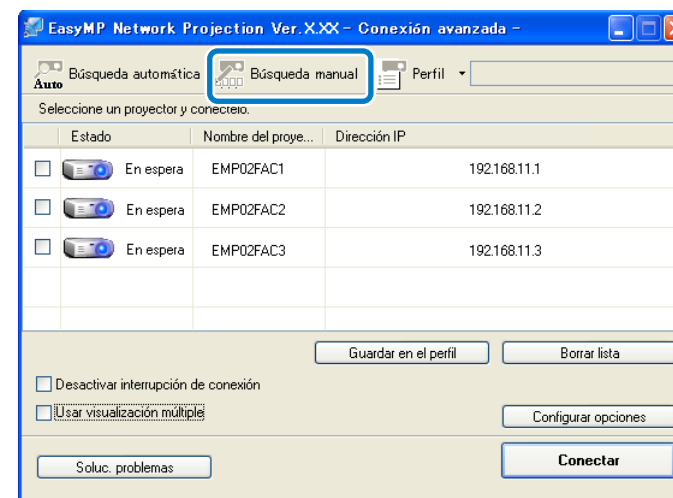 EasyMP Network Projection Ver.X.XX - Conexión avanzada -
Auto Búsqueda automática Búsqueda manual Perfil
Seleccione un proyector y conéctelo.
Estado Nombre del proye... Dirección IP
En espera EMP02FAC1 192.168.11.1
En espera EMP02FAC2 192.168.11.2
En espera EMP02FAC3 192.168.11.3
Guardar en el perfil Borrar lista
Desactivar interrupción de conexión
Usar visualización múltiple
Configurar opciones
Soluc. problemas Conectar